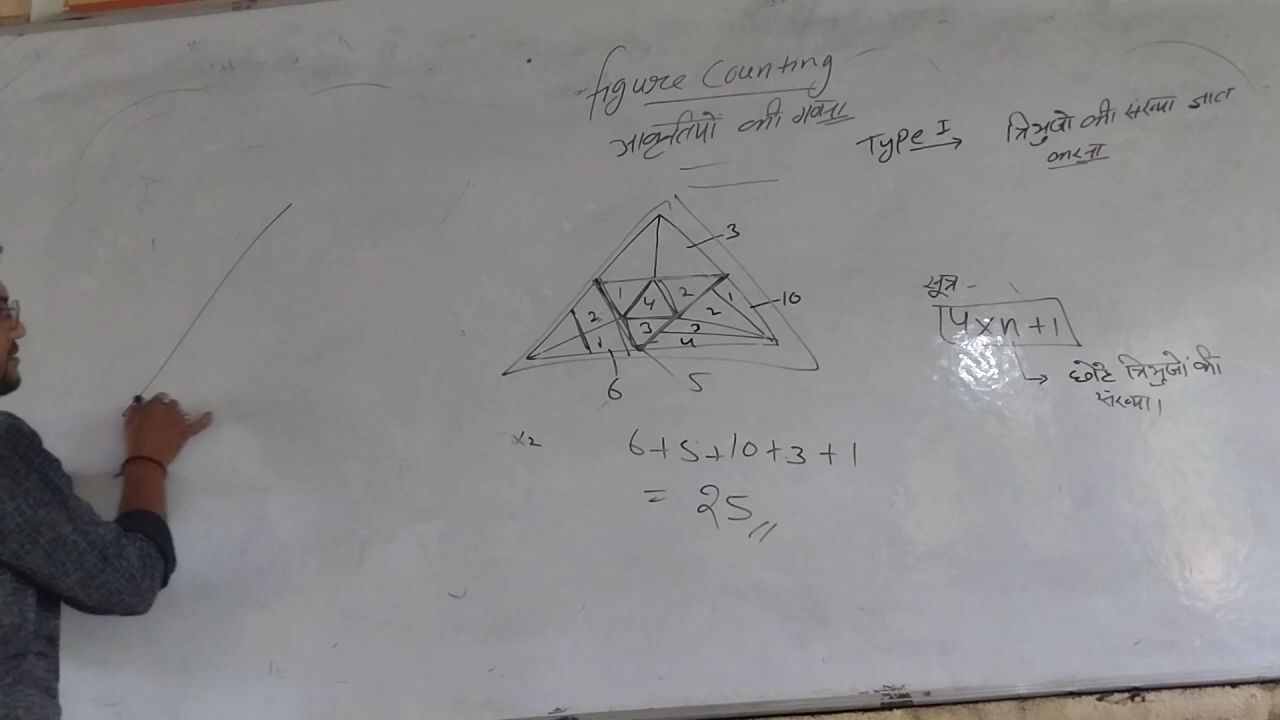 figure Counting
आकृतियों की गणना
Type I → त्रिभुजो की संख्या ज्ञात
करना
3
1
4
2
1
10
2
2
3
3
1
4
6
5
सूत्र -
4×n+1
→ छोटे त्रिभुजों की
संख्या।
×2
6+5+10+3+1
= 25